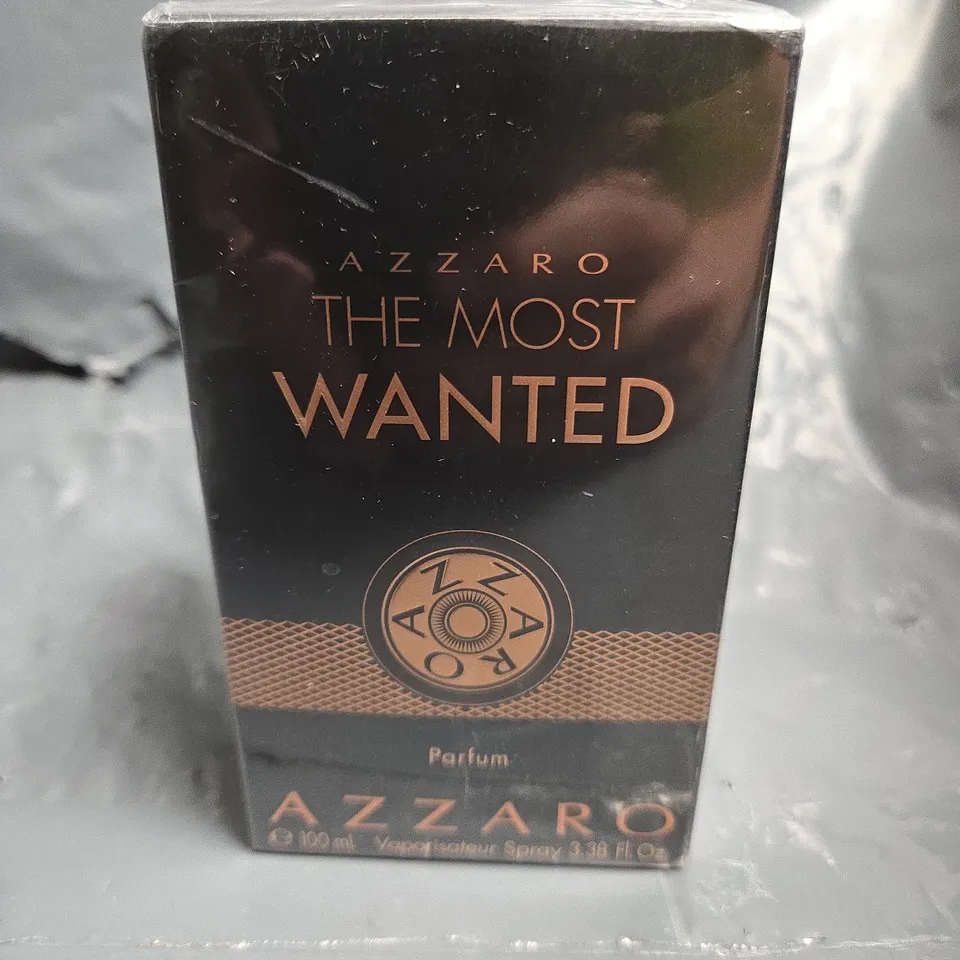 AZZARO
THE MOST
WANTED
AZZARO
Parfum
AZZARO
℮ 100 ml Vaporisateur Spray 3.38 Fl Oz